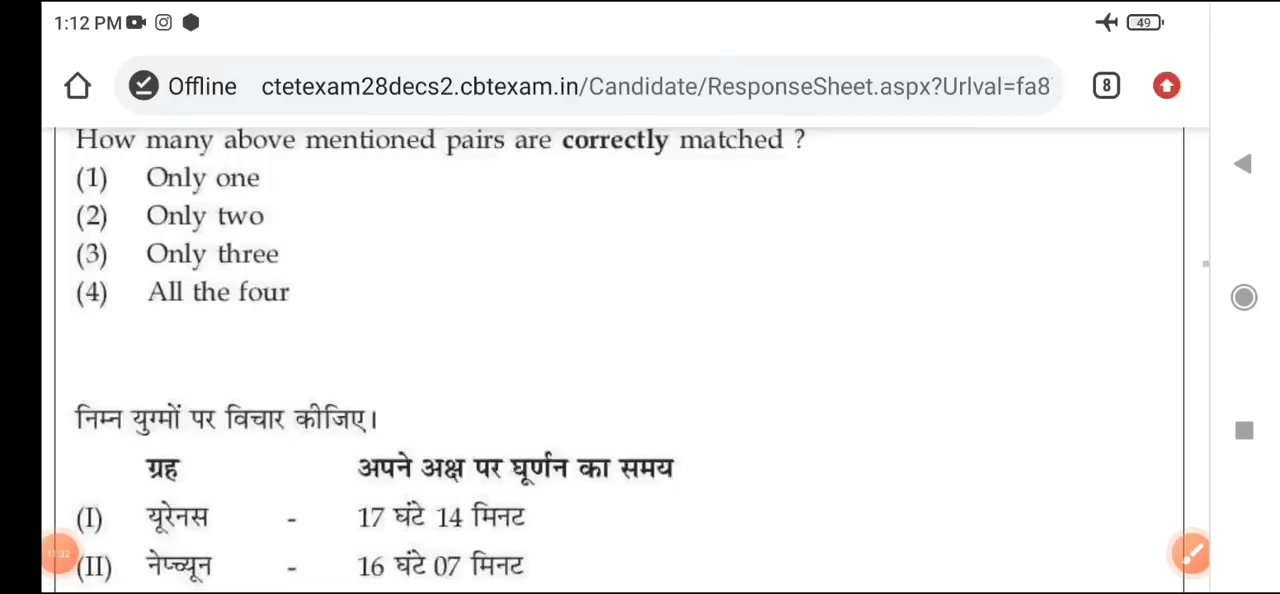 1:12 PM
49
Offline ctetexam28decs2.cbtexam.in/Candidate/ResponseSheet.aspx?Urlval=fa8
8
How many above mentioned pairs are correctly matched ?
(1) Only one
(2) Only two
(3) Only three
(4) All the four
निम्न युग्मों पर विचार कीजिए।
ग्रह अपने अक्ष पर घूर्णन का समय
(I) यूरेनस - 17 घंटे 14 मिनट
11:32
(II) नेप्च्यून - 16 घंटे 07 मिनट